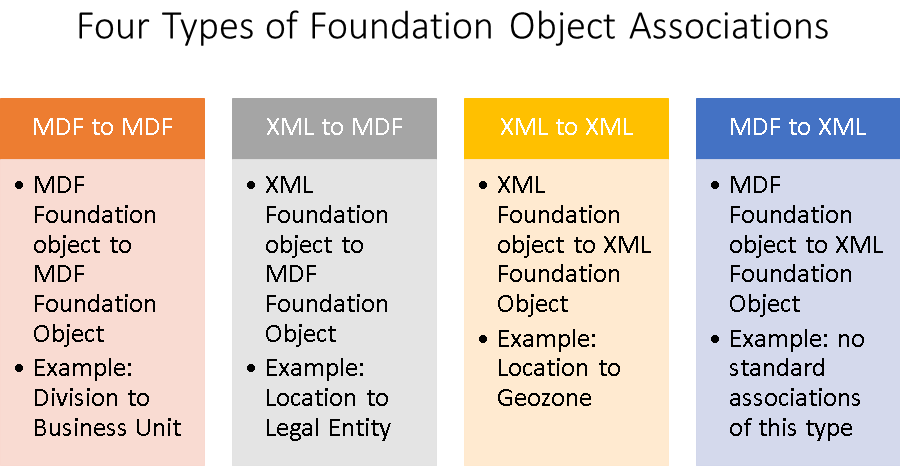 Four Types of Foundation Object Associations
MDF to MDF
• MDF
Foundation
object to
MDF
Foundation
Object
• Example:
Division to
Business Unit
XML to MDF
• XML
Foundation
object to
MDF
Foundation
Object
• Example:
Location to
Legal Entity
XML to XML
• XML
Foundation
object to XML
Foundation
Object
• Example:
Location to
Geozone
MDF to XML
• MDF
Foundation
object to XML
Foundation
Object
• Example: no
standard
associations
of this type